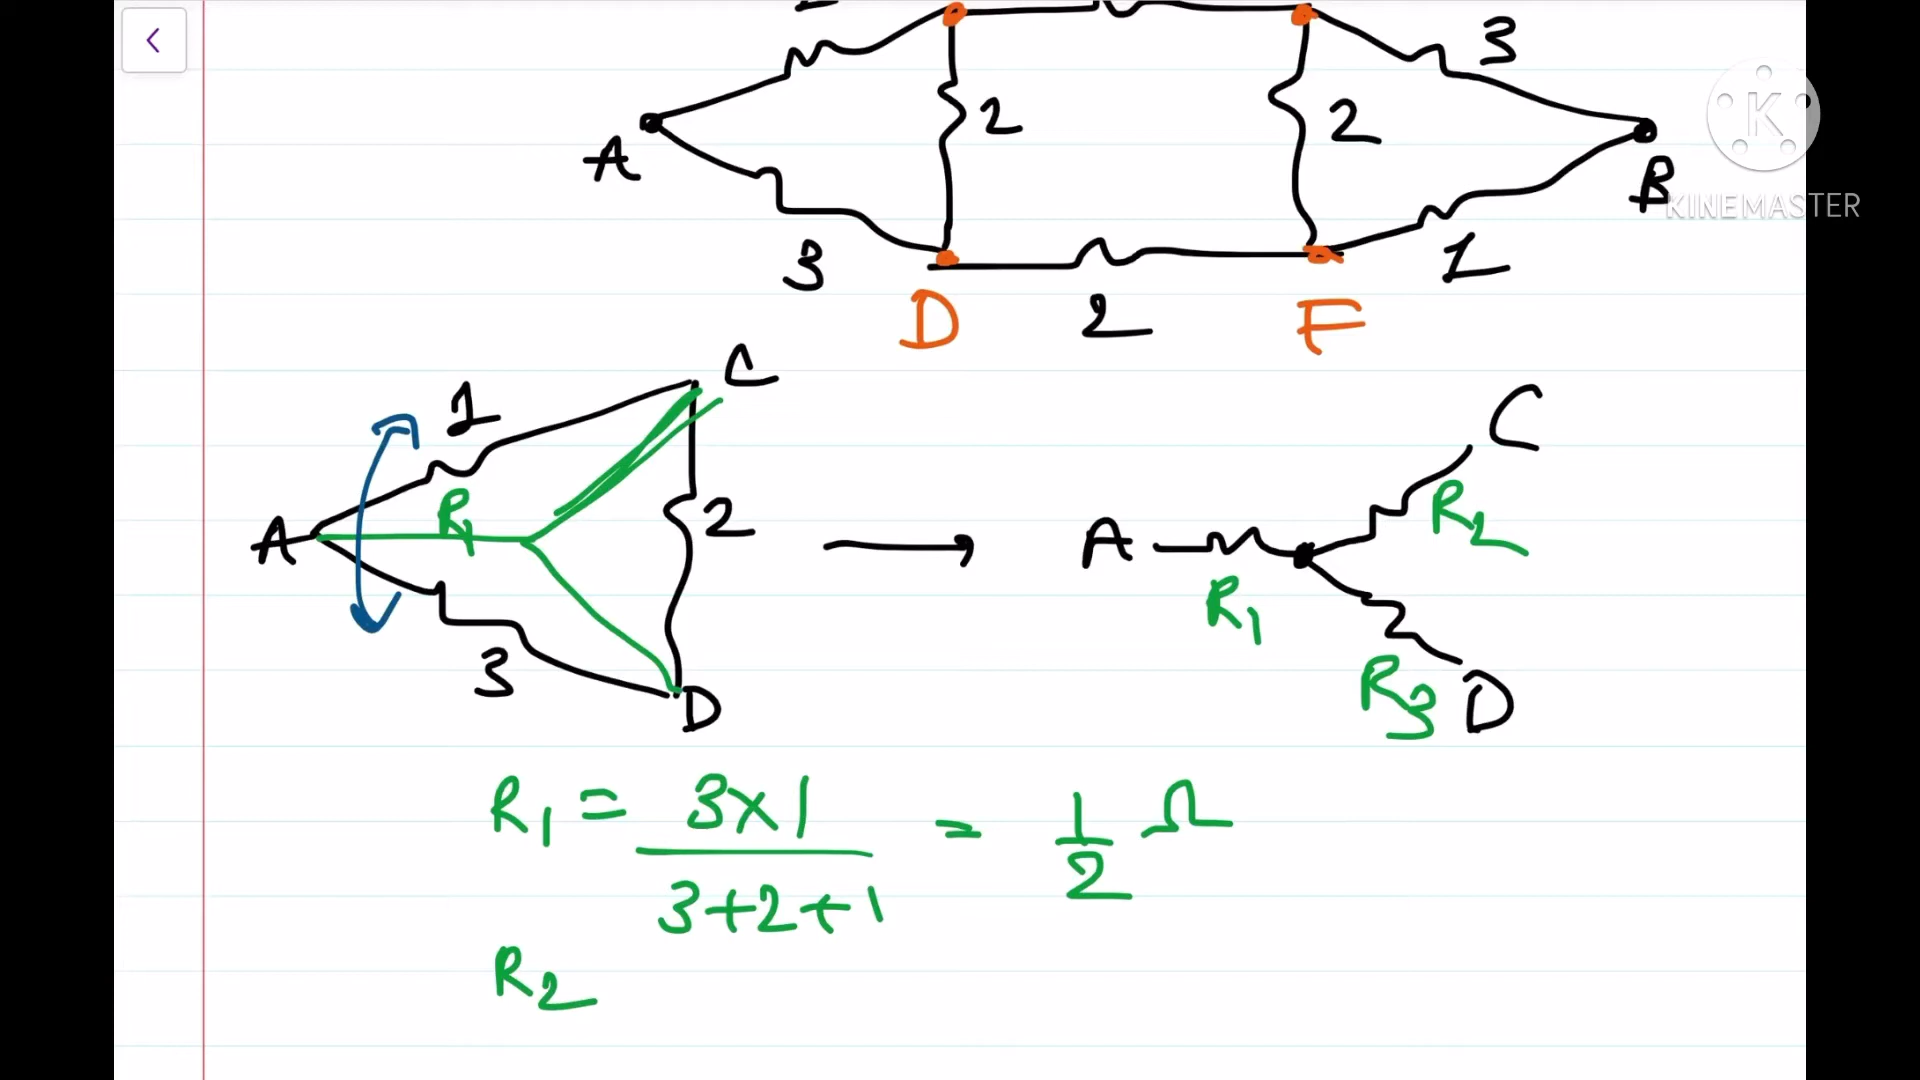 3
2
2
A
B
K
KINEMASTER
3
1
D
2
F
C
1
C
R1
2
R2
A
A
R1
3
D
R3
D
R1 = 3×1 / 3+2+1 = 1/2 Ω
R2